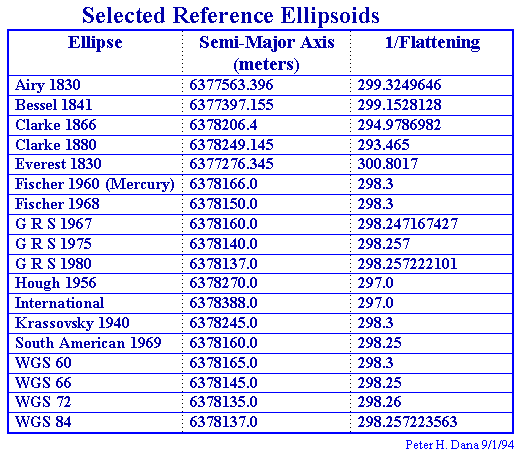 Selected Reference Ellipsoids
Ellipse Semi-Major Axis (meters) 1/Flattening
Airy 1830 6377563.396 299.3249646
Bessel 1841 6377397.155 299.1528128
Clarke 1866 6378206.4 294.9786982
Clarke 1880 6378249.145 293.465
Everest 1830 6377276.345 300.8017
Fischer 1960 (Mercury) 6378166.0 298.3
Fischer 1968 6378150.0 298.3
G R S 1967 6378160.0 298.247167427
G R S 1975 6378140.0 298.257
G R S 1980 6378137.0 298.257222101
Hough 1956 6378270.0 297.0
International 6378388.0 297.0
Krassovsky 1940 6378245.0 298.3
South American 1969 6378160.0 298.25
WGS 60 6378165.0 298.3
WGS 66 6378145.0 298.25
WGS 72 6378135.0 298.26
WGS 84 6378137.0 298.257223563
Peter H. Dana 9/1/94